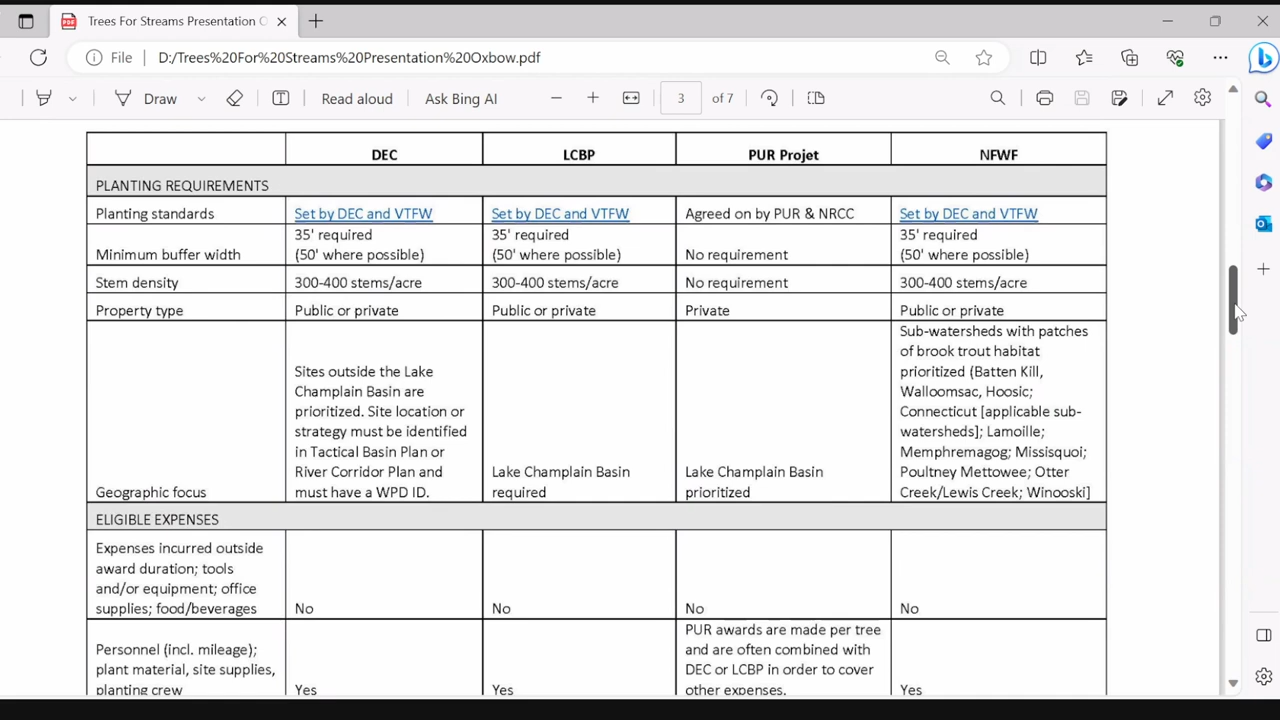 Trees For Streams Presentation O
File D:/Trees%20For%20Streams%20Presentation%20Oxbow.pdf
Draw Read aloud Ask Bing AI 3 of 7
DEC LCBP PUR Projet NFWF
PLANTING REQUIREMENTS
Planting standards Set by DEC and VTFW Set by DEC and VTFW Agreed on by PUR & NRCC Set by DEC and VTFW
35' required 35' required 35' required
Minimum buffer width (50' where possible) (50' where possible) No requirement (50' where possible)
Stem density 300-400 stems/acre 300-400 stems/acre No requirement 300-400 stems/acre
Property type Public or private Public or private Private Public or private
Geographic focus
Sites outside the Lake
Champlain Basin are
prioritized. Site location or
strategy must be identified
in Tactical Basin Plan or
River Corridor Plan and
must have a WPD ID.
Lake Champlain Basin
required
Lake Champlain Basin
prioritized
Sub-watersheds with patches
of brook trout habitat
prioritized (Batten Kill,
Walloomsac, Hoosic;
Connecticut [applicable sub-
watersheds]; Lamoille;
Memphremagog; Missisquoi;
Poultney Mettowee; Otter
Creek/Lewis Creek; Winooski]
ELIGIBLE EXPENSES
Expenses incurred outside
award duration; tools
and/or equipment; office
supplies; food/beverages No No No No
Personnel (incl. mileage);
plant material, site supplies,
planting crew
Yes
Yes
PUR awards are made per tree
and are often combined with
DEC or LCBP in order to cover
other expenses.
Yes